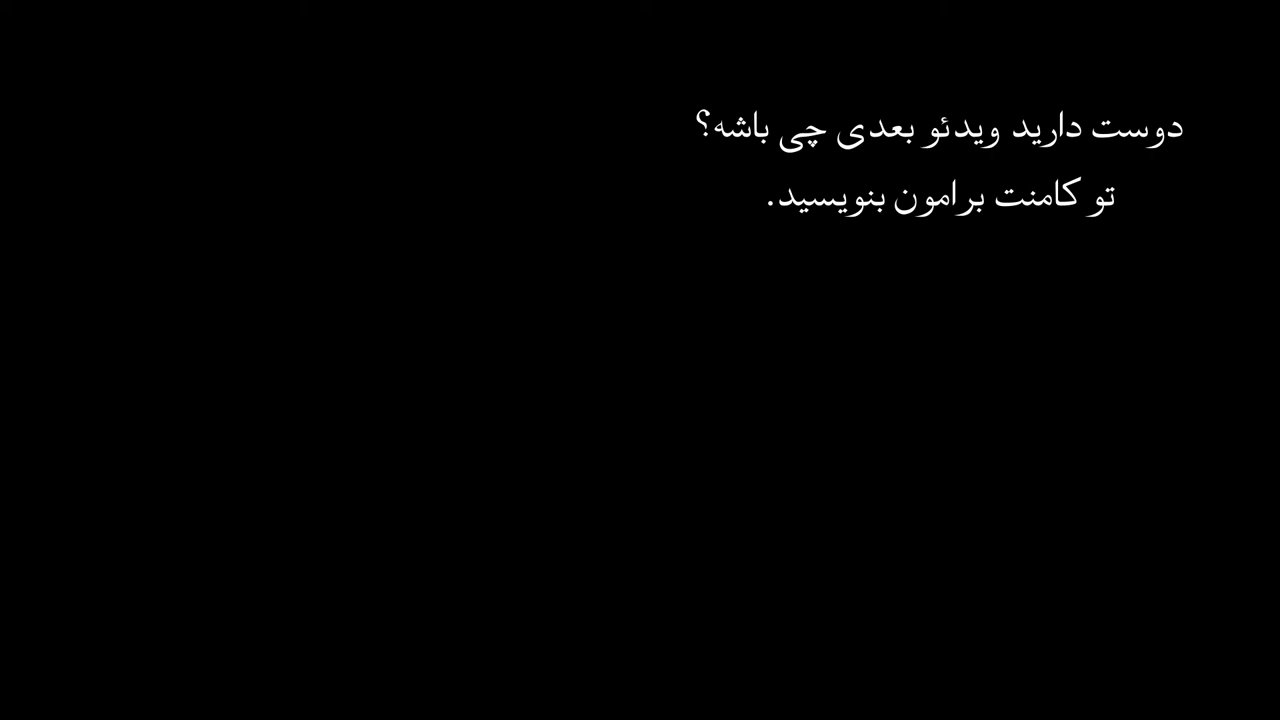 دوست دارید ویدئو بعدی چی باشه؟
تو کامنت برامون بنویسید.